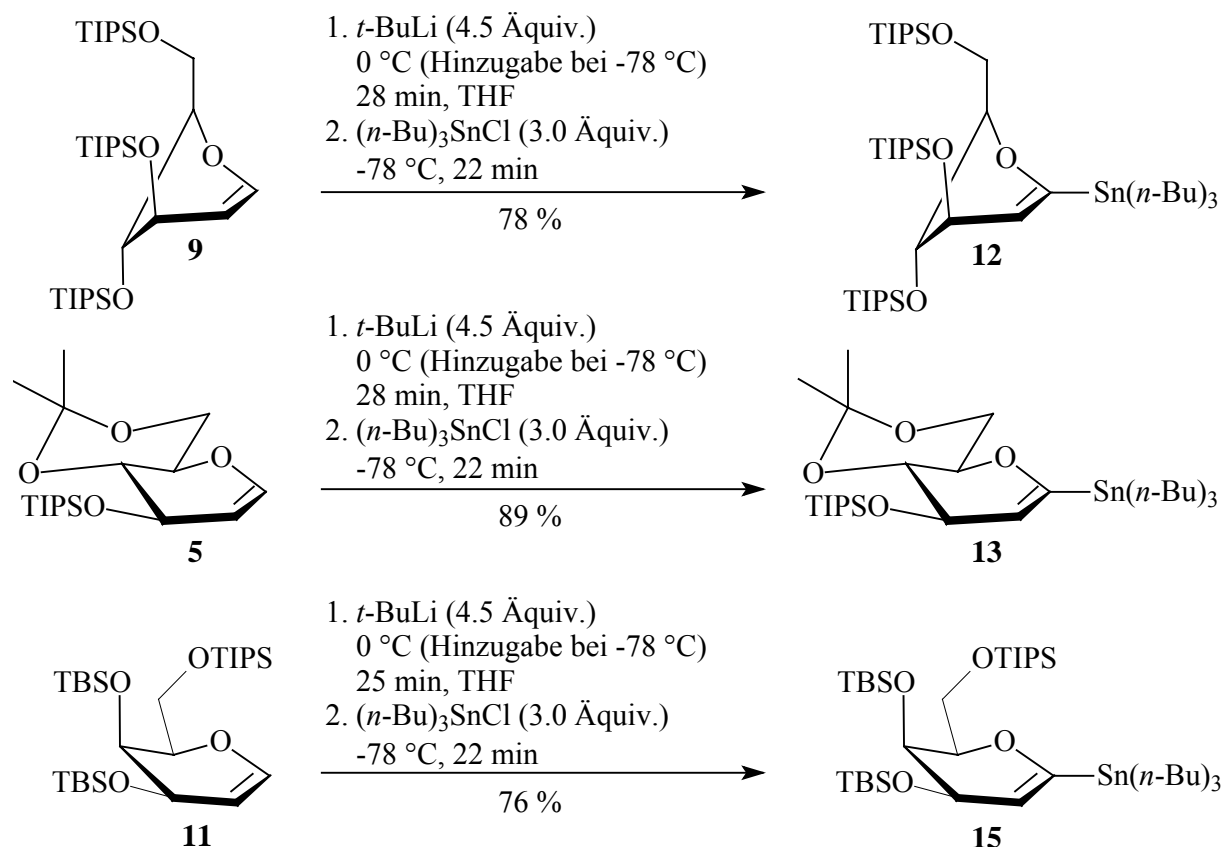 TIPSO
TIPSO
O
TIPSO
9
1. t-BuLi (4.5 Äquiv.)
0 °C (Hinzugabe bei -78 °C)
28 min, THF
2. (n-Bu)3SnCl (3.0 Äquiv.)
-78 °C, 22 min
78 %
TIPSO
TIPSO
O
Sn(n-Bu)3
TIPSO
12
O
O
O
TIPSO
5
1. t-BuLi (4.5 Äquiv.)
0 °C (Hinzugabe bei -78 °C)
28 min, THF
2. (n-Bu)3SnCl (3.0 Äquiv.)
-78 °C, 22 min
89 %
O
O
O
Sn(n-Bu)3
TIPSO
13
OTIPS
TBSO
O
TBSO
11
1. t-BuLi (4.5 Äquiv.)
0 °C (Hinzugabe bei -78 °C)
25 min, THF
2. (n-Bu)3SnCl (3.0 Äquiv.)
-78 °C, 22 min
76 %
OTIPS
TBSO
O
Sn(n-Bu)3
TBSO
15